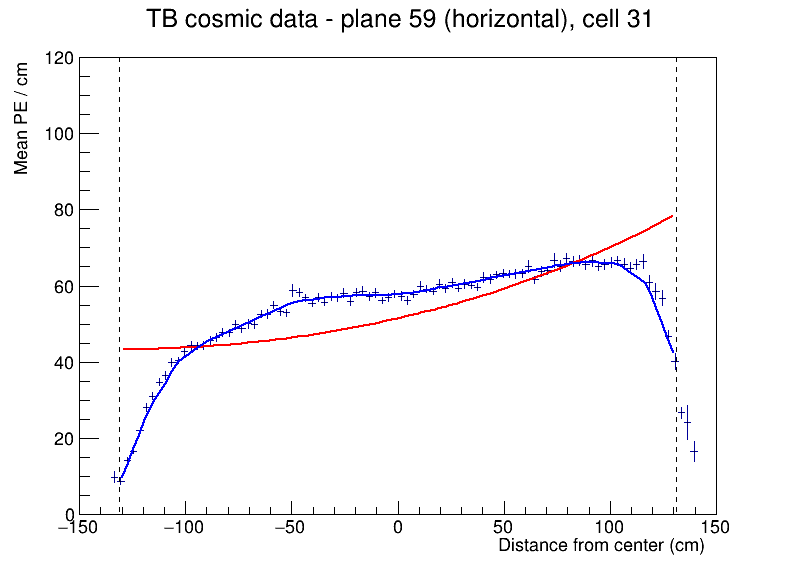 TB cosmic data - plane 59 (horizontal), cell 31
Mean PE / cm
120
100
80
60
40
20
0
−150 −100 −50 0 50 100 150
Distance from center (cm)